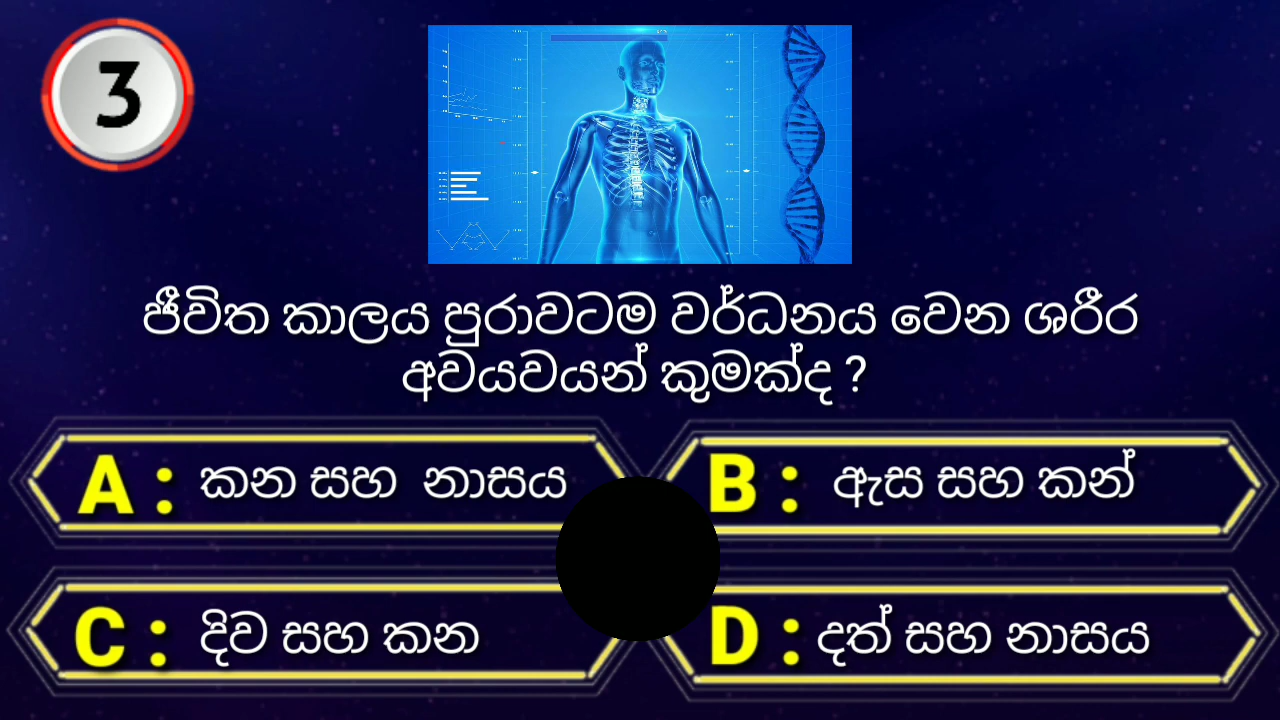 3
ජීවිත කාලය පුරාවටම වර්ධනය වෙන ශරීර
අවයවයන් කුමක්ද ?
A : කන සහ නාසය
B : ඇස සහ කන්
C : දිව සහ කන
D : දත් සහ නාසය